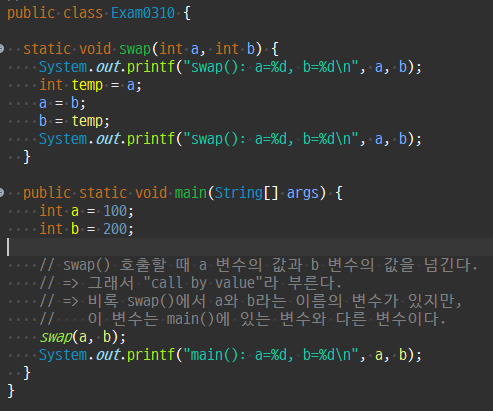 public class Exam0310 {
static void swap(int a, int b) {
System.out.printf("swap(): a=%d, b=%d\n", a, b);
int temp = a;
a = b;
b = temp;
System.out.printf("swap(): a=%d, b=%d\n", a, b);
}
public static void main(String[] args) {
int a = 100;
int b = 200;
// swap() 호출할 때 a 변수의 값과 b 변수의 값을 넘긴다.
// => 그래서 "call by value"라 부른다.
// => 비록 swap()에서 a와 b라는 이름의 변수가 있지만,
// 이 변수는 main()에 있는 변수와 다른 변수이다.
swap(a, b);
System.out.printf("main(): a=%d, b=%d\n", a, b);
}
}